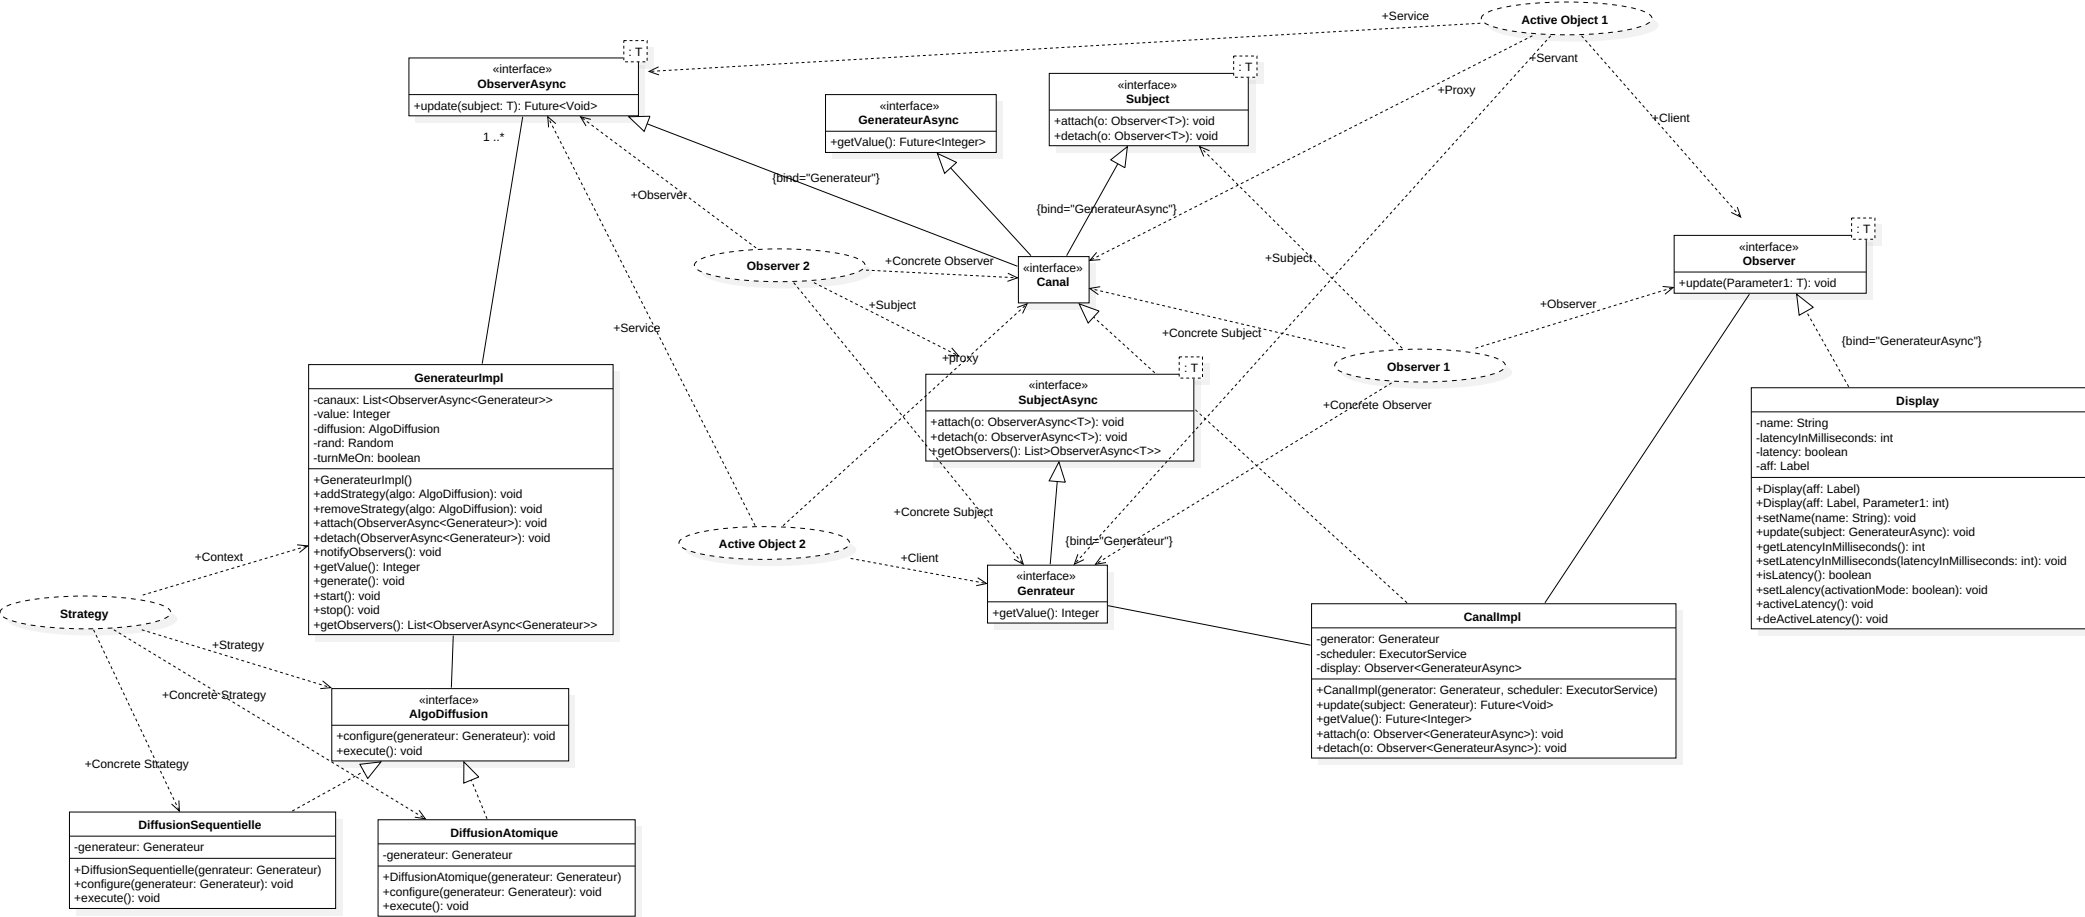 +Service
Active Object 1
: T
«interface»
ObserverAsync
+update(subject: T): Future<Void>
1 ..*
«interface»
GenerateurAsync
+getValue(): Future<Integer>
: T
«interface»
Subject
+attach(o: Observer<T>): void
+detach(o: Observer<T>): void
+Servant
+Proxy
+Client
{bind="Generateur"}
+Observer
{bind="GenerateurAsync"}
: T
«interface»
Observer
+update(Parameter1: T): void
Observer 2
+Concrete Observer
«interface»
Canal
+Subject
+Subject
+Observer
+Service
+Concrete Subject
{bind="GenerateurAsync"}
+proxy
Observer 1
: T
«interface»
SubjectAsync
+attach(o: ObserverAsync<T>): void
+detach(o: ObserverAsync<T>): void
+getObservers(): List>ObserverAsync<T>>
+Concrete Observer
GenerateurImpl
-canaux: List<ObserverAsync<Generateur>>
-value: Integer
-diffusion: AlgoDiffusion
-rand: Random
-turnMeOn: boolean
+GenerateurImpl()
+addStrategy(algo: AlgoDiffusion): void
+removeStrategy(algo: AlgoDiffusion): void
+attach(ObserverAsync<Generateur>): void
+detach(ObserverAsync<Generateur>): void
+notifyObservers(): void
+getValue(): Integer
+generate(): void
+start(): void
+stop(): void
+getObservers(): List<ObserverAsync<Generateur>>
Display
-name: String
-latencyInMilliseconds: int
-latency: boolean
-aff: Label
+Display(aff: Label)
+Display(aff: Label, Parameter1: int)
+setName(name: String): void
+update(subject: GenerateurAsync): void
+getLatencyInMilliseconds(): int
+setLatencyInMilliseconds(latencyInMilliseconds: int): void
+isLatency(): boolean
+setLalency(activationMode: boolean): void
+activeLatency(): void
+deActiveLatency(): void
+Concrete Subject
Active Object 2
+Client
{bind="Generateur"}
«interface»
Genrateur
+getValue(): Integer
+Context
Strategy
+Strategy
+Concrete Strategy
+Concrete Strategy
CanalImpl
-generator: Generateur
-scheduler: ExecutorService
-display: Observer<GenerateurAsync>
+CanalImpl(generator: Generateur, scheduler: ExecutorService)
+update(subject: Generateur): Future<Void>
+getValue(): Future<Integer>
+attach(o: Observer<GenerateurAsync>): void
+detach(o: Observer<GenerateurAsync>): void
«interface»
AlgoDiffusion
+configure(generateur: Generateur): void
+execute(): void
DiffusionSequentielle
-generateur: Generateur
+DiffusionSequentielle(genrateur: Generateur)
+configure(generateur: Generateur): void
+execute(): void
DiffusionAtomique
-generateur: Generateur
+DiffusionAtomique(generateur: Generateur)
+configure(generateur: Generateur): void
+execute(): void